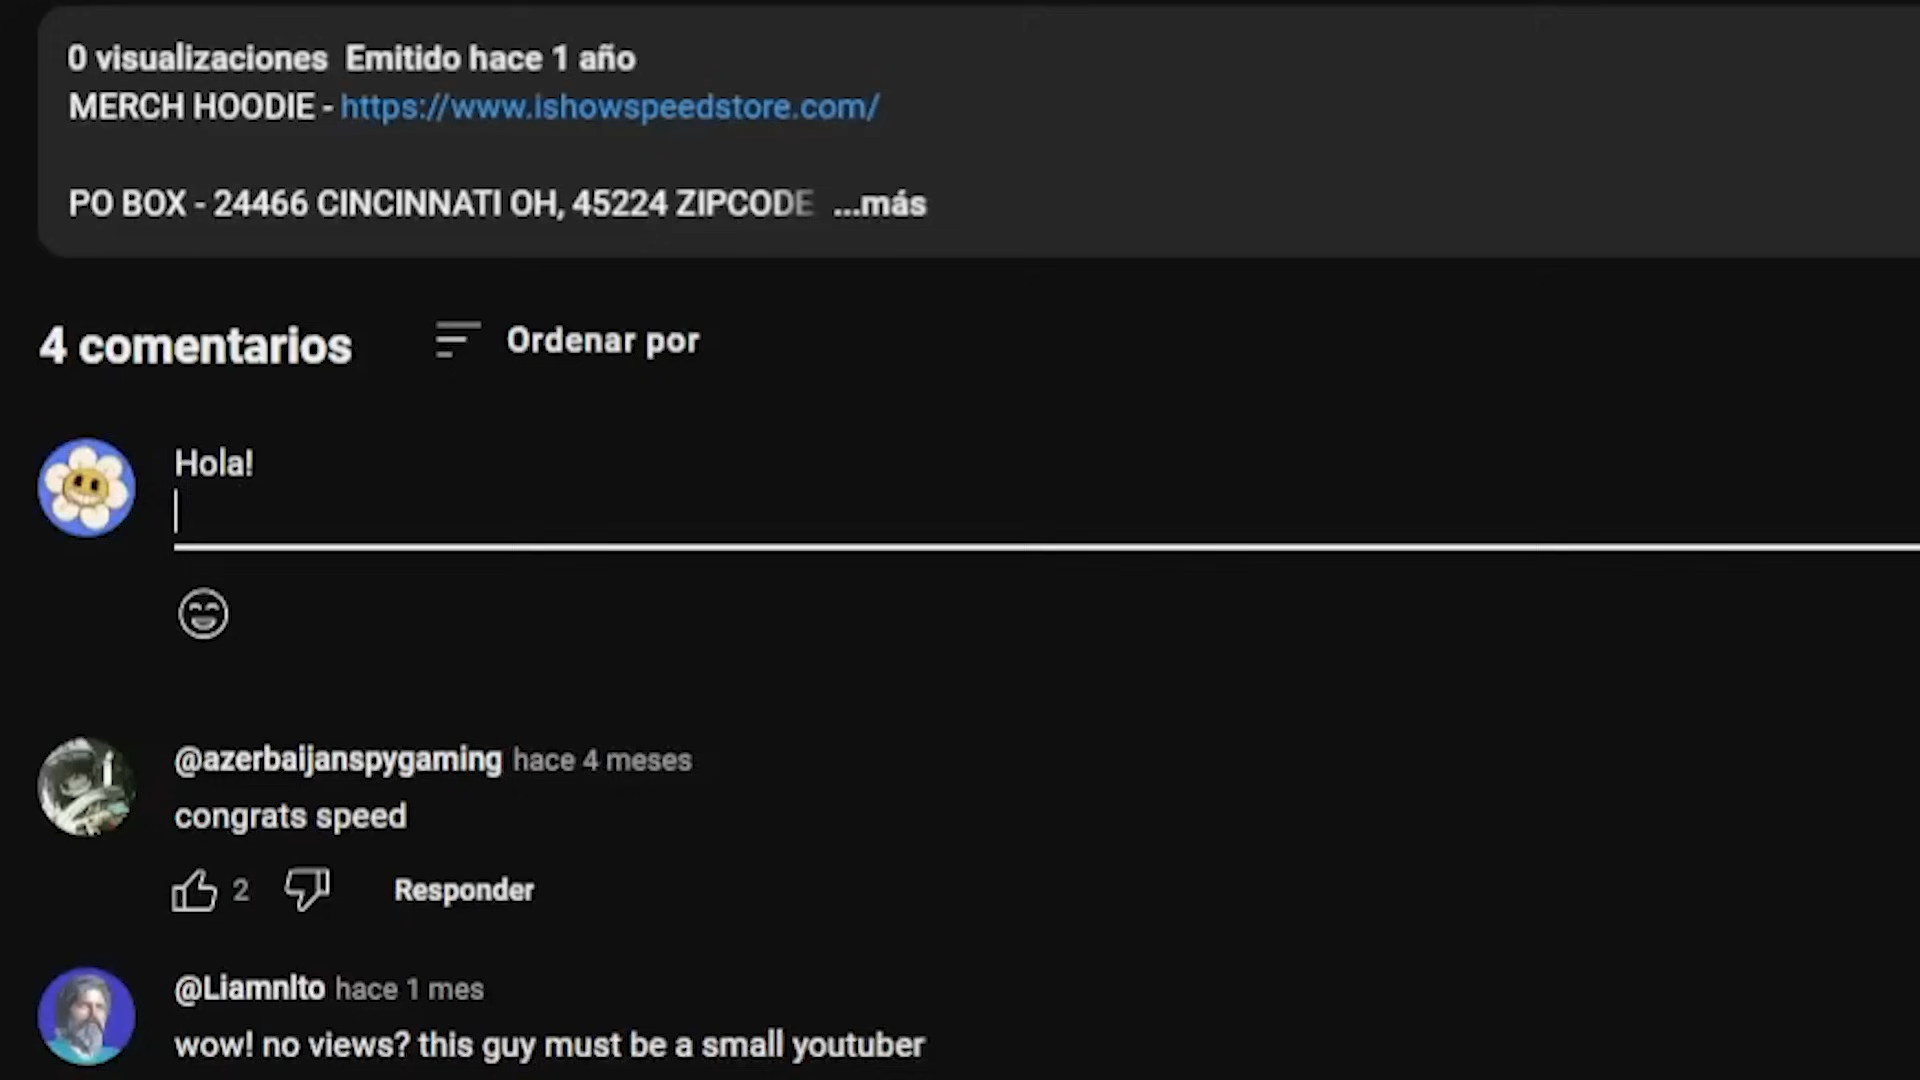 0 visualizaciones Emitido hace 1 año
MERCH HOODIE - https://www.ishowspeedstore.com/
PO BOX - 24466 CINCINNATI OH, 45224 ZIPCODE ...más
4 comentarios Ordenar por
Hola!
@azerbaijanspygaming hace 4 meses
congrats speed
2 Responder
@Liamnlto hace 1 mes
wow! no views? this guy must be a small youtuber